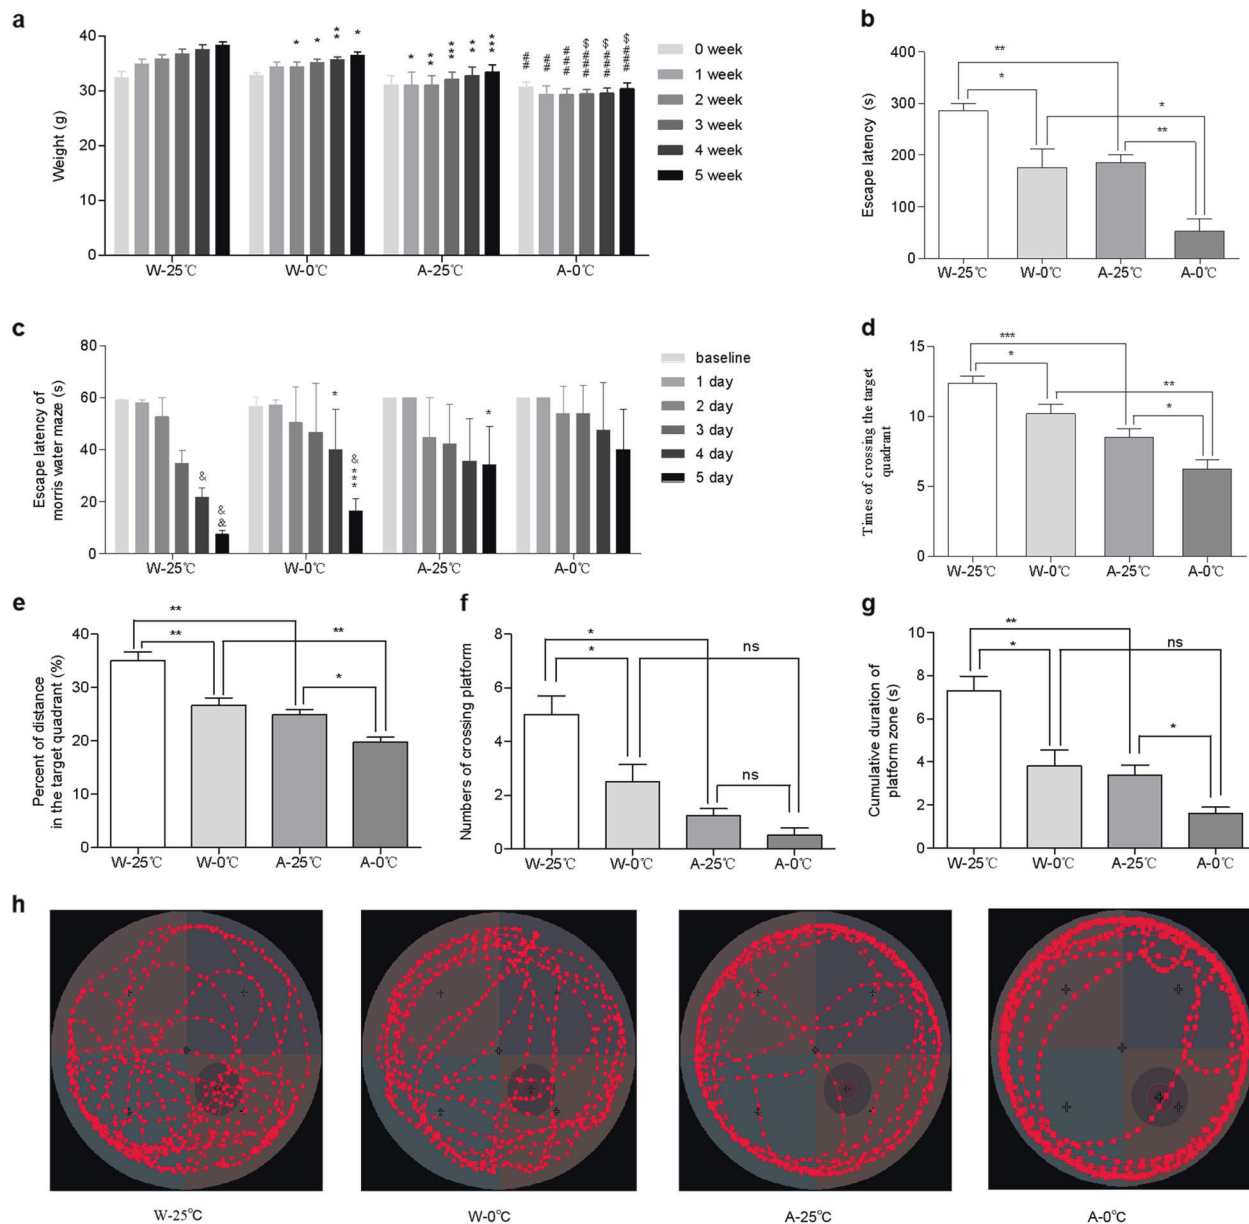 a
Weight (g)
40
30
20
10
0
* * ** *
* ** *** ** ***
## ## ### $### $### $###
W-25℃ W-0℃ A-25℃ A-0℃
0 week
1 week
2 week
3 week
4 week
5 week
b
Escape latency (s)
400
300
200
100
0
**
*
*
**
W-25℃ W-0℃ A-25℃ A-0℃
c
Escape latency of
morris water maze (s)
80
60
40
20
0
& && * &*** *
W-25℃ W-0℃ A-25℃ A-0℃
baseline
1 day
2 day
3 day
4 day
5 day
d
Times of crossing the target
quadrant
15
10
5
0
***
*
**
*
W-25℃ W-0℃ A-25℃ A-0℃
e
Percent of distance
in the target quadrant (%)
40
30
20
10
0
**
**
**
*
W-25℃ W-0℃ A-25℃ A-0℃
f
Numbers of crossing platform
8
6
4
2
0
*
*
ns
ns
W-25℃ W-0℃ A-25℃ A-0℃
g
Cumulative duration of
platform zone (s)
10
8
6
4
2
0
**
*
ns
*
W-25℃ W-0℃ A-25℃ A-0℃
h
W-25℃ W-0℃ A-25℃ A-0℃